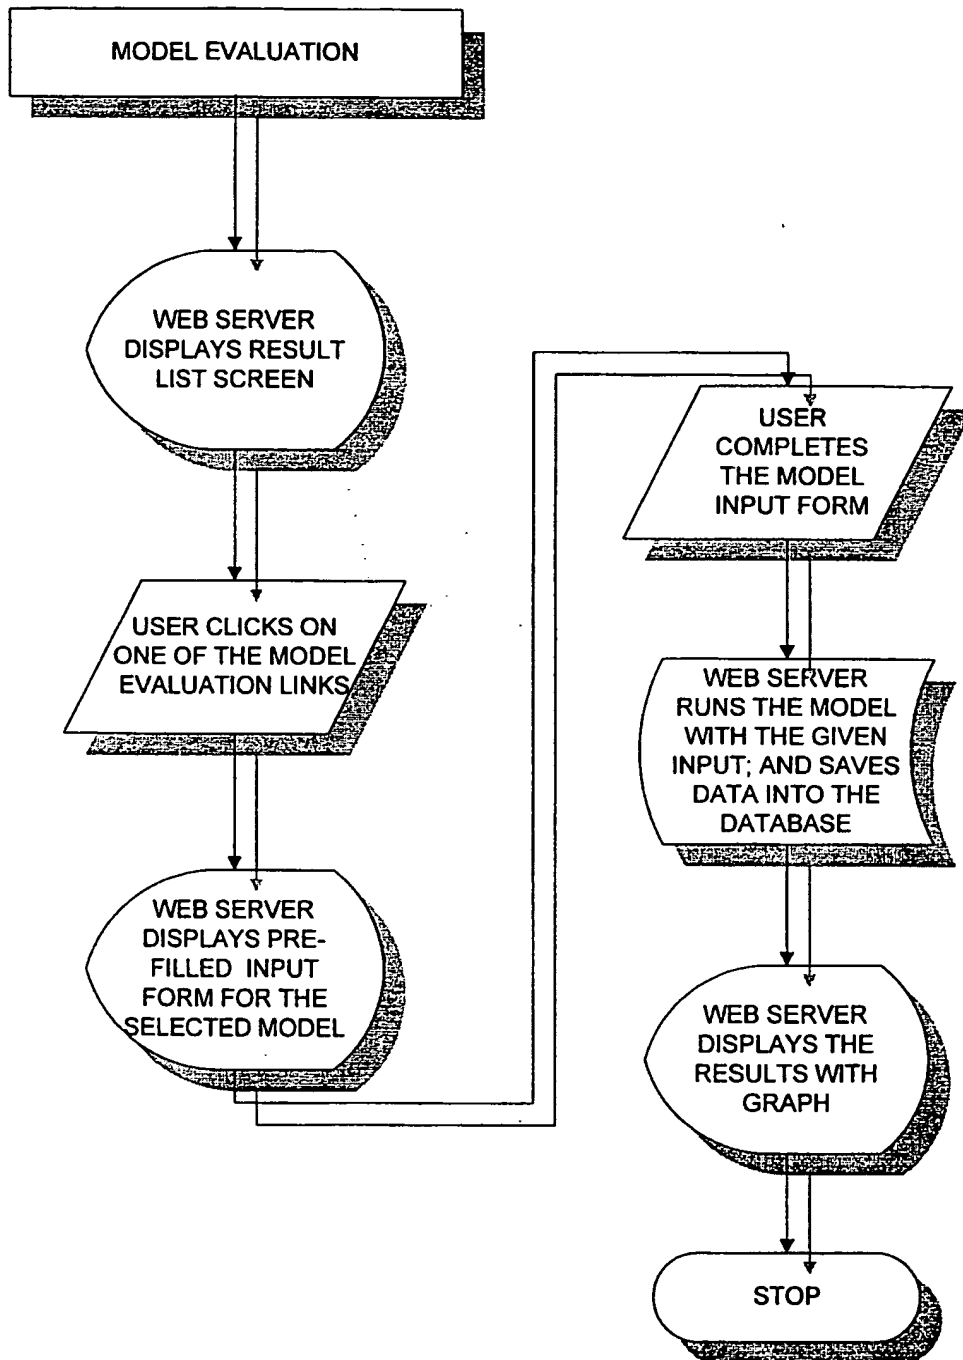 MODEL EVALUATION
WEB SERVER
DISPLAYS RESULT
LIST SCREEN
USER CLICKS ON
ONE OF THE MODEL
EVALUATION LINKS
WEB SERVER
DISPLAYS PRE-
FILLED INPUT
FORM FOR THE
SELECTED MODEL
USER
COMPLETES
THE MODEL
INPUT FORM
WEB SERVER
RUNS THE MODEL
WITH THE GIVEN
INPUT; AND SAVES
DATA INTO THE
DATABASE
WEB SERVER
DISPLAYS THE
RESULTS WITH
GRAPH
STOP